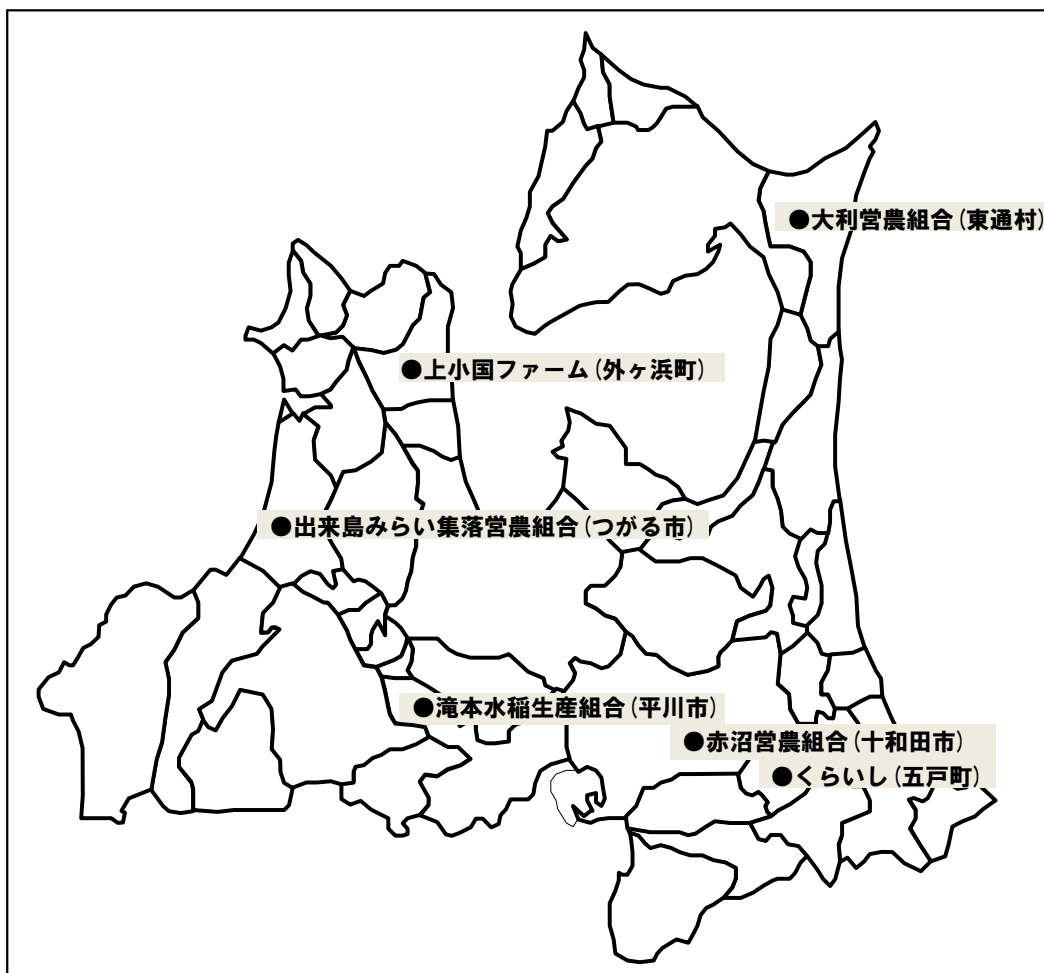 ●大利営農組合(東通村)
●上小国ファーム(外ヶ浜町)
●出来島みらい集落営農組合(つがる市)
●滝本水稲生産組合(平川市)
●赤沼営農組合(十和田市)
●くらいし(五戸町)